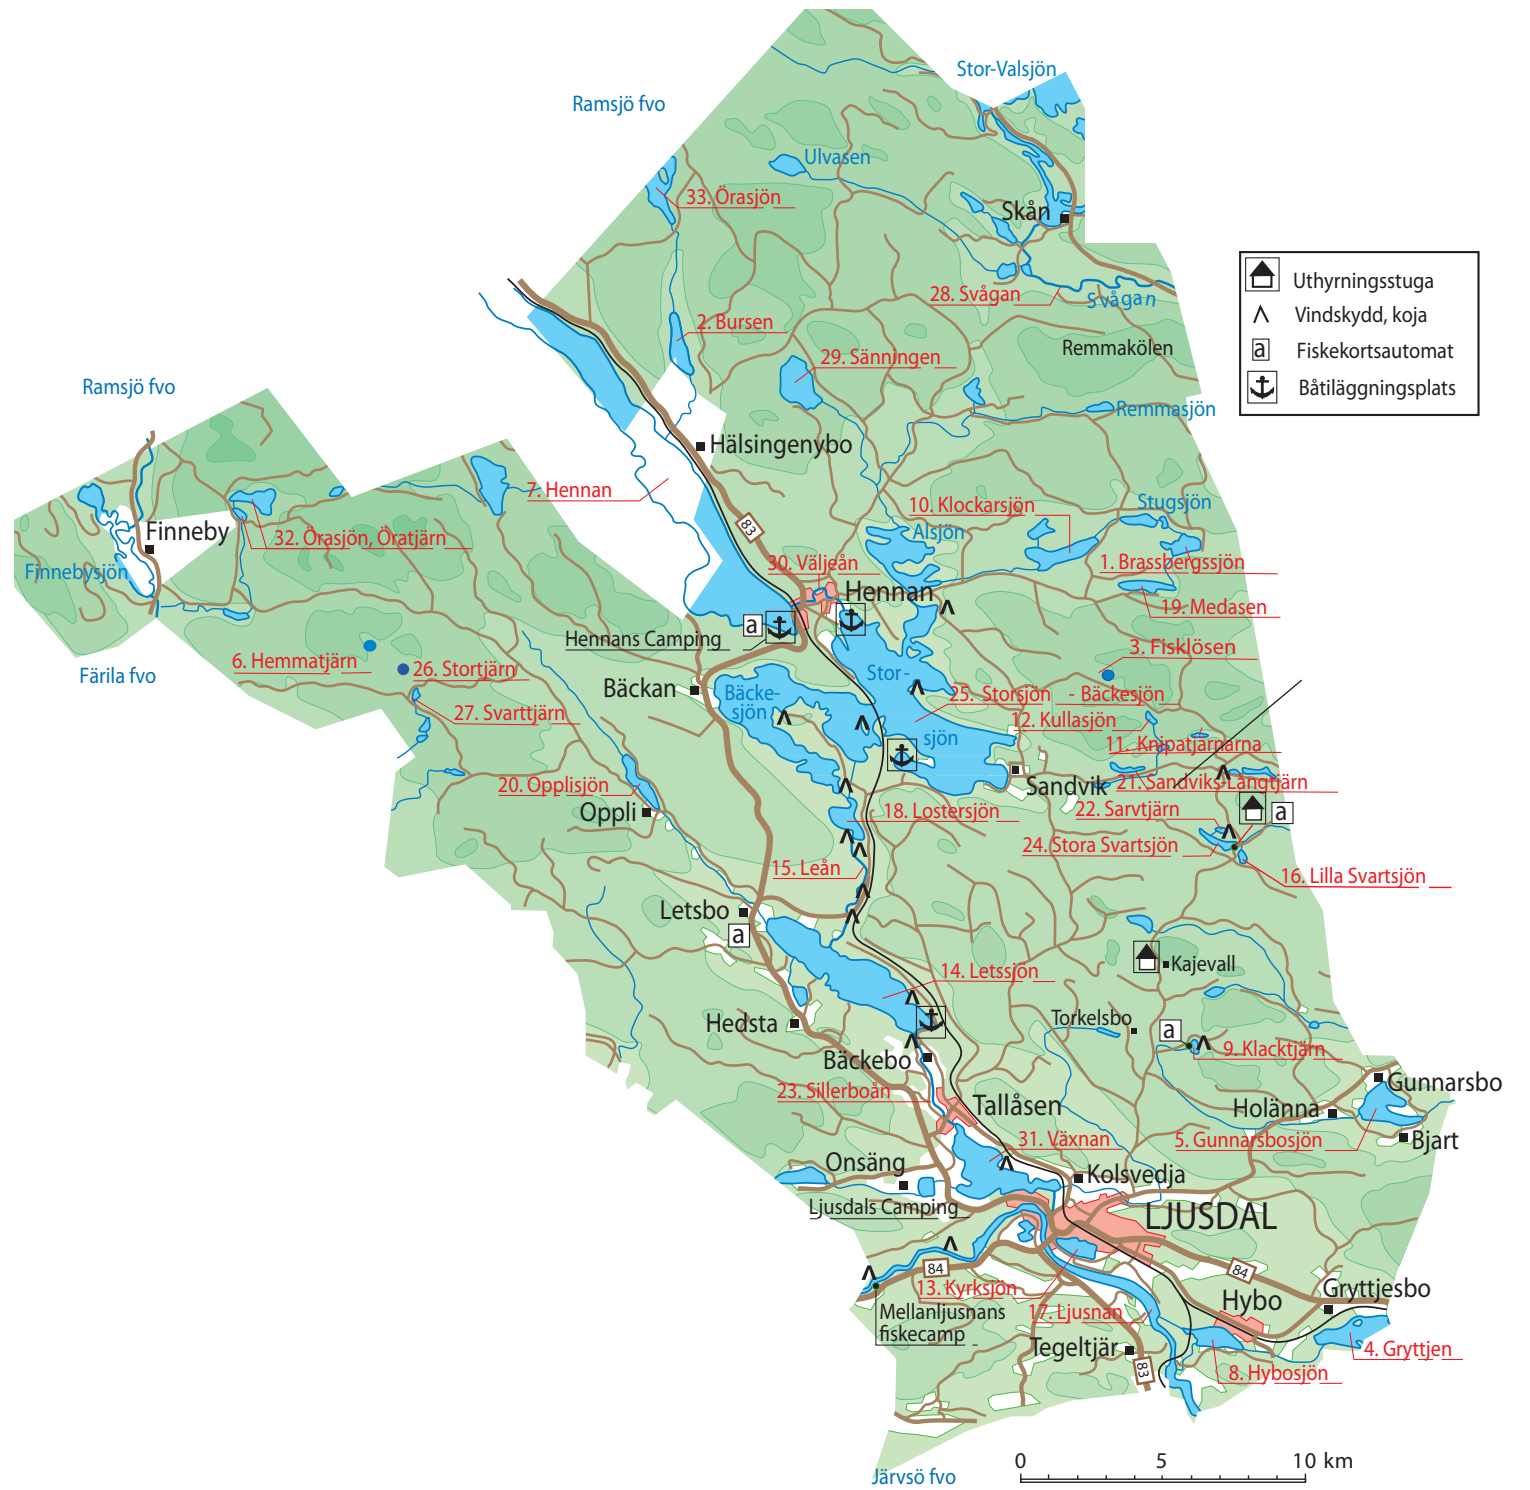 Stor-Valsjön
Ramsjö fvo
Ulvasen
33. Örasjön
Skån
28. Svågan
Svågan
Uthyrningsstuga
Vindskydd, koja
a Fiskekortsautomat
Båtiläggningsplats
2. Bursen
29. Sänningen
Remmakölen
Ramsjö fvo
Remmasjön
Hälsingenybo
7. Hennan
10. Klockarsjön
Stugsjön
83
Finneby
32. Örasjön, Öratjärn
Alsjön
Finnebysjön
30. Väljeån
1. Brassbergssjön
Hennan
19. Medasen
a
Hennans Camping
3. Fisklösen
6. Hemmatjärn
26. Stortjärn
Färila fvo
Bäckan
Bäcke-
sjön
Stor-
sjön
25. Storsjön - Bäckesjön
27. Svarttjärn
12. Kullasjön
11. Knipatjärnarna
20. Opplisjön
Sandvik
21. Sandviks-Långtjärn
Oppli
18. Lostersjön
22. Sarvtjärn
a
24. Stora Svartsjön
15. Leån
16. Lilla Svartsjön
Letsbo
a
14. Letssjön
Kajevall
Hedsta
Torkelsbo
a
9. Klacktjärn
Bäckebo
Gunnarsbo
23. Sillerboån
Tallåsen
Holänna
5. Gunnarsbosjön
Bjart
31. Växnan
Onsäng
Kolsvedja
Ljusdals Camping
LJUSDAL
84
84
13. Kyrksjön
Gryttjesbo
Hybo
Mellanljusnans
fiskecamp
17. Ljusnan
Tegeltjär
4. Gryttjen
83
8. Hybosjön
0 5 10 km
Järvsö fvo